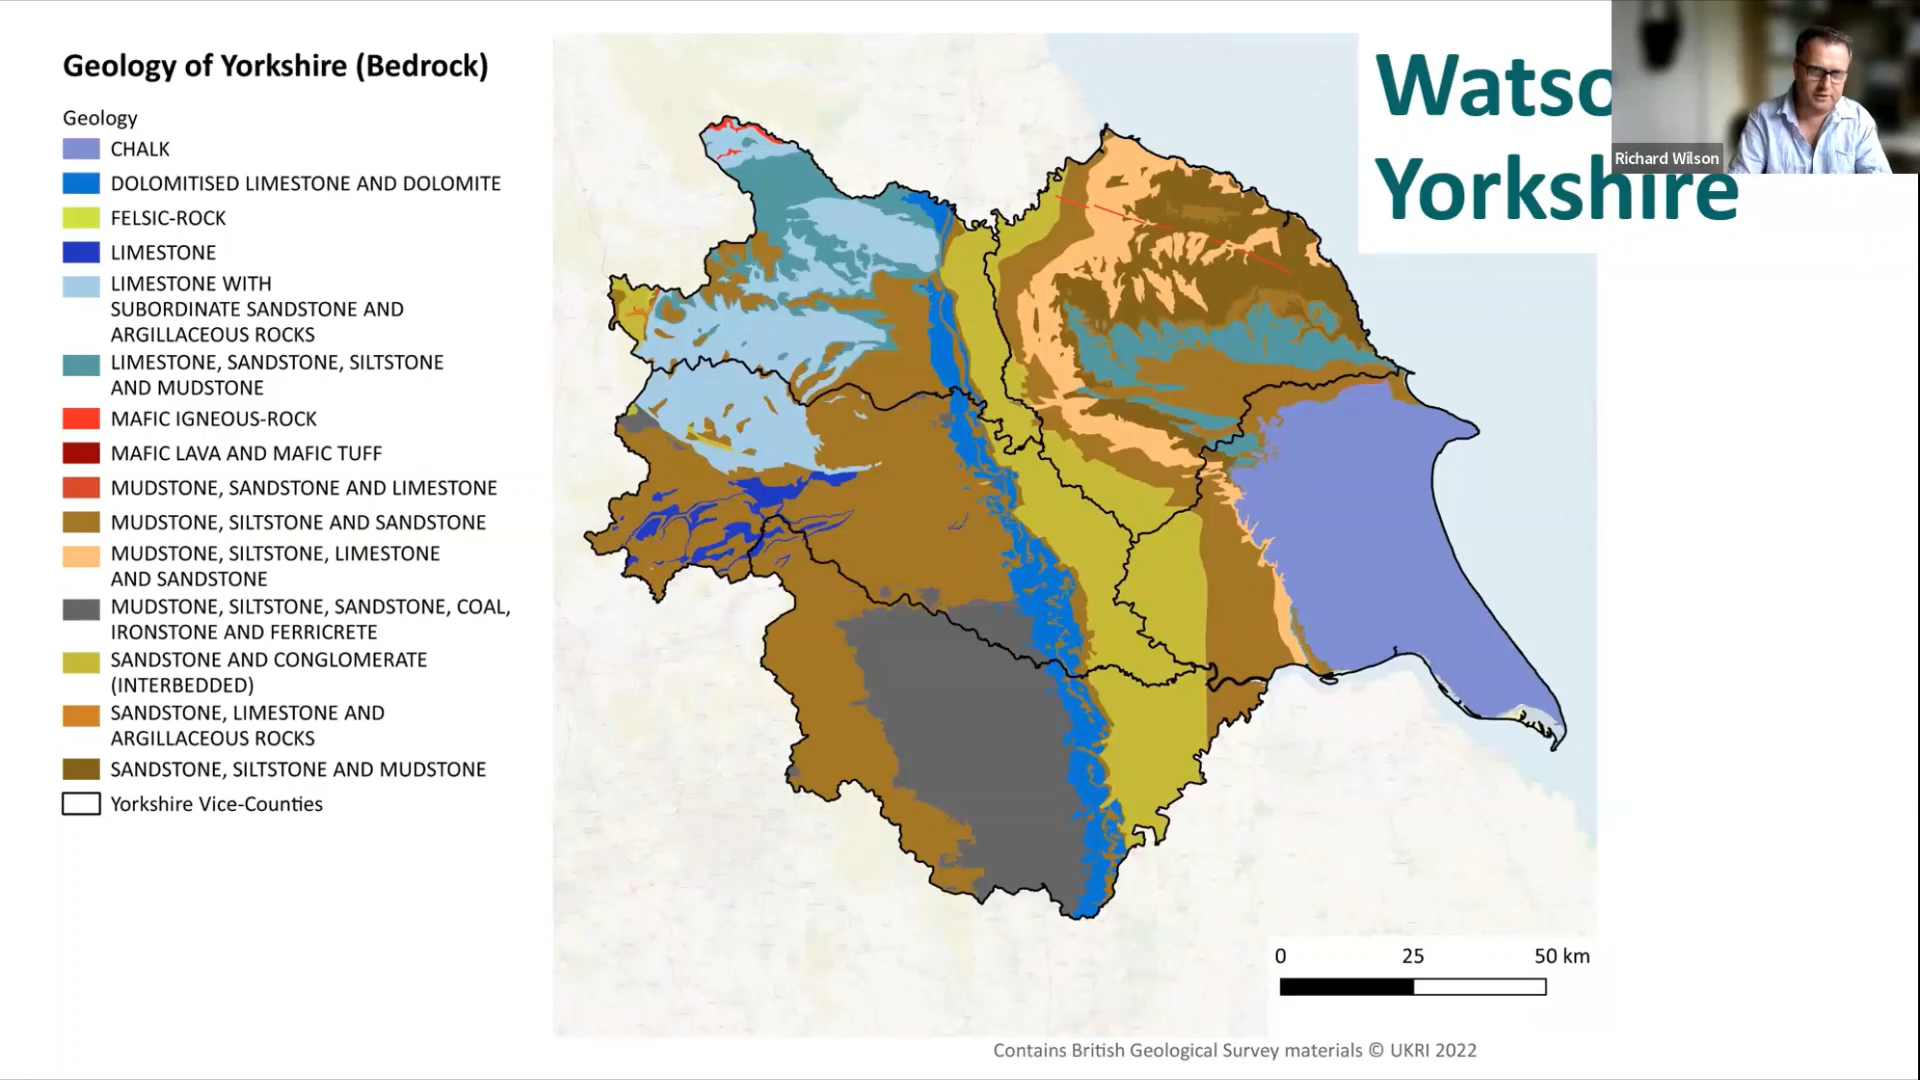 Geology of Yorkshire (Bedrock)
Geology
CHALK
DOLOMITISED LIMESTONE AND DOLOMITE
FELSIC-ROCK
LIMESTONE
LIMESTONE WITH
SUBORDINATE SANDSTONE AND
ARGILLACEOUS ROCKS
LIMESTONE, SANDSTONE, SILTSTONE
AND MUDSTONE
MAFIC IGNEOUS-ROCK
MAFIC LAVA AND MAFIC TUFF
MUDSTONE, SANDSTONE AND LIMESTONE
MUDSTONE, SILTSTONE AND SANDSTONE
MUDSTONE, SILTSTONE, LIMESTONE
AND SANDSTONE
MUDSTONE, SILTSTONE, SANDSTONE, COAL,
IRONSTONE AND FERRICRETE
SANDSTONE AND CONGLOMERATE
(INTERBEDDED)
SANDSTONE, LIMESTONE AND
ARGILLACEOUS ROCKS
SANDSTONE, SILTSTONE AND MUDSTONE
Yorkshire Vice-Counties
Yorkshire
Richard Wilson
0 25 50 km
Contains British Geological Survey materials © UKRI 2022